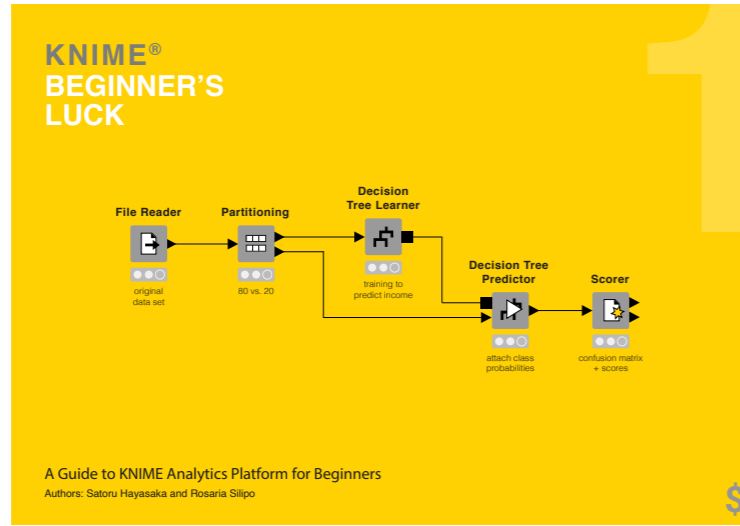 KNIME®
BEGINNER'S
LUCK
1
File Reader
original
data set
Partitioning
80 vs. 20
Decision
Tree Learner
training to
predict income
Decision Tree
Predictor
attach class
probabilities
Scorer
confusion matrix
+ scores
A Guide to KNIME Analytics Platform for Beginners
Authors: Satoru Hayasaka and Rosaria Silipo
$